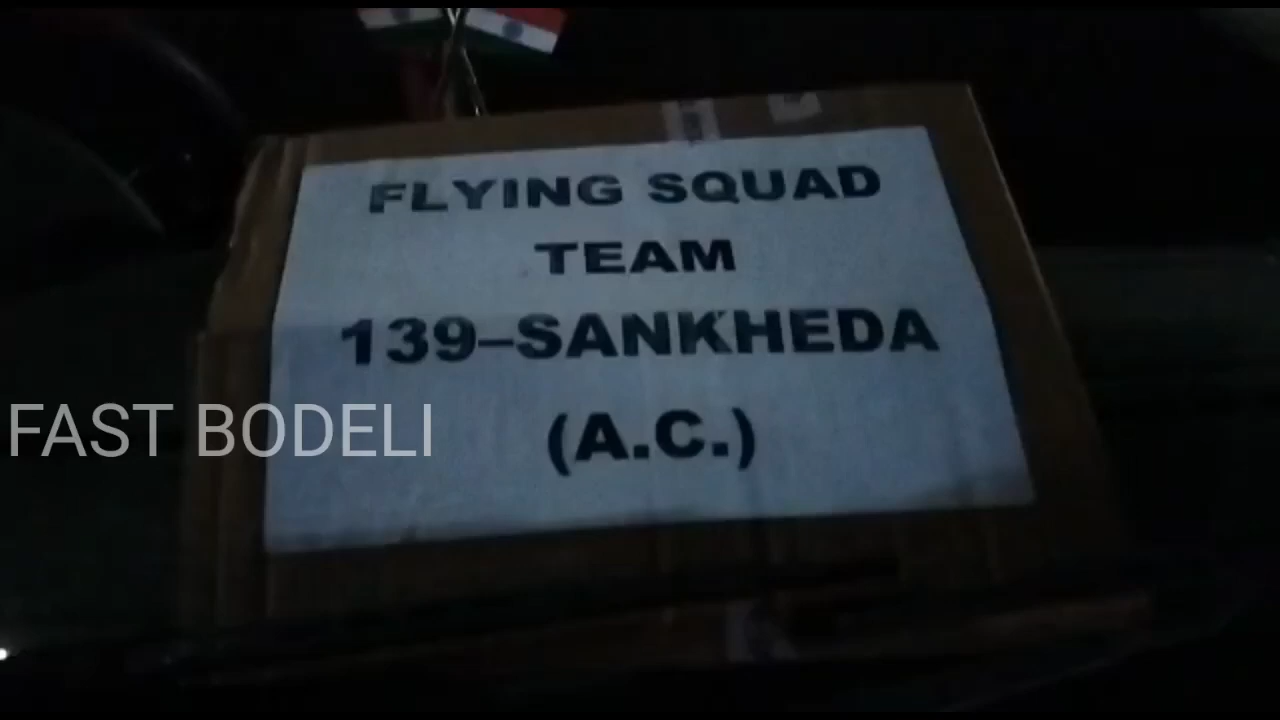 FLYING SQUAD
TEAM
139–SANKHEDA
(A.C.)
FAST BODELI